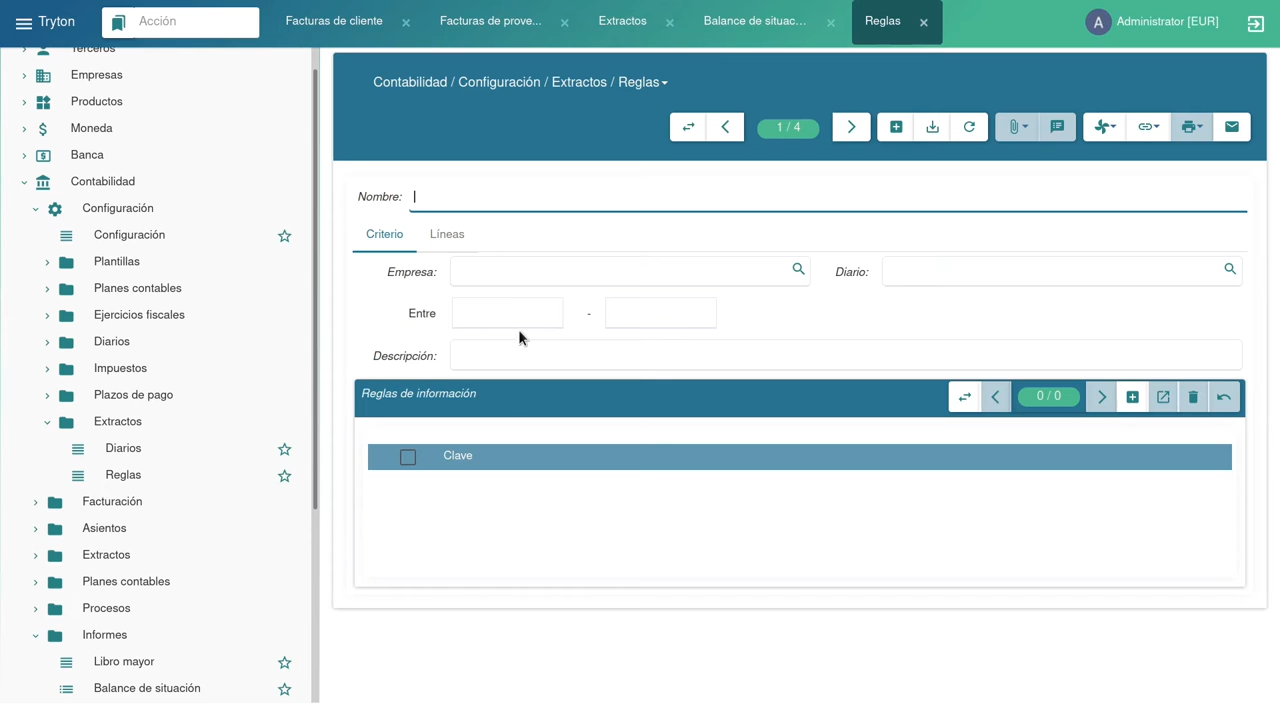 Tryton
Acción
Facturas de cliente
Facturas de prove...
Extractos
Balance de situac...
Reglas
A
Administrator [EUR]
Terceros
Empresas
Productos
Moneda
Banca
Contabilidad
Configuración
Configuración
Plantillas
Planes contables
Ejercicios fiscales
Diarios
Impuestos
Plazos de pago
Extractos
Diarios
Reglas
Facturación
Asientos
Extractos
Planes contables
Procesos
Informes
Libro mayor
Balance de situación
Contabilidad / Configuración / Extractos / Reglas
1 / 4
Nombre:
Criterio
Líneas
Empresa:
Diario:
Entre
-
Descripción:
Reglas de información
0 / 0
Clave